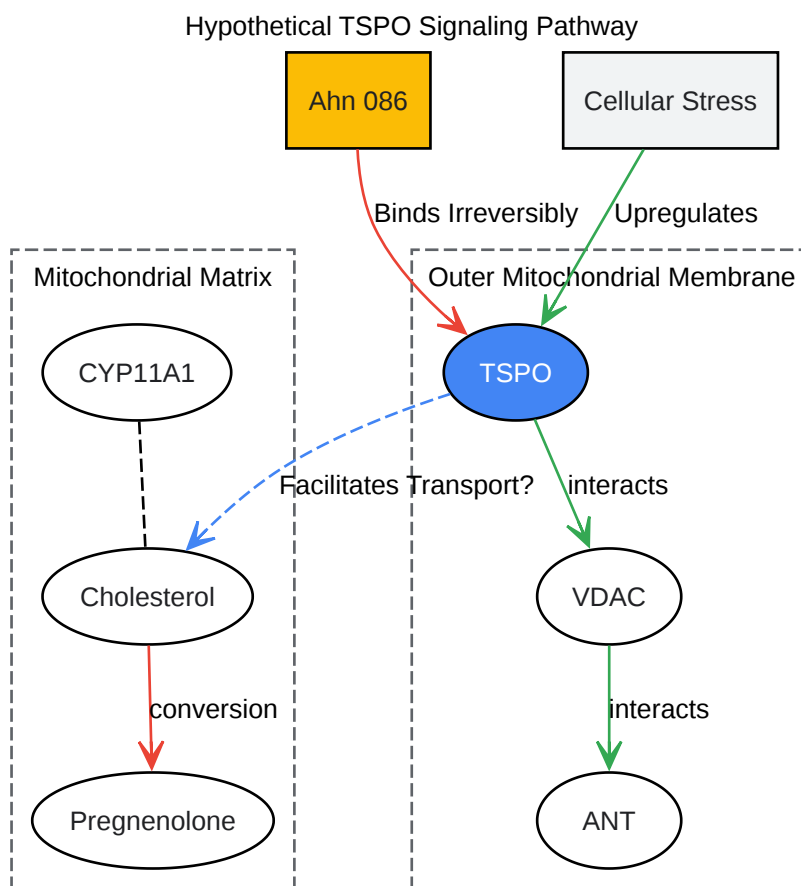 Hypothetical TSPO Signaling Pathway
Ahn 086
Cellular Stress
Binds Irreversibly
Upregulates
Mitochondrial Matrix
Outer Mitochondrial Membrane
CYP11A1
TSPO
Facilitates Transport?
interacts
Cholesterol
VDAC
conversion
interacts
Pregnenolone
ANT